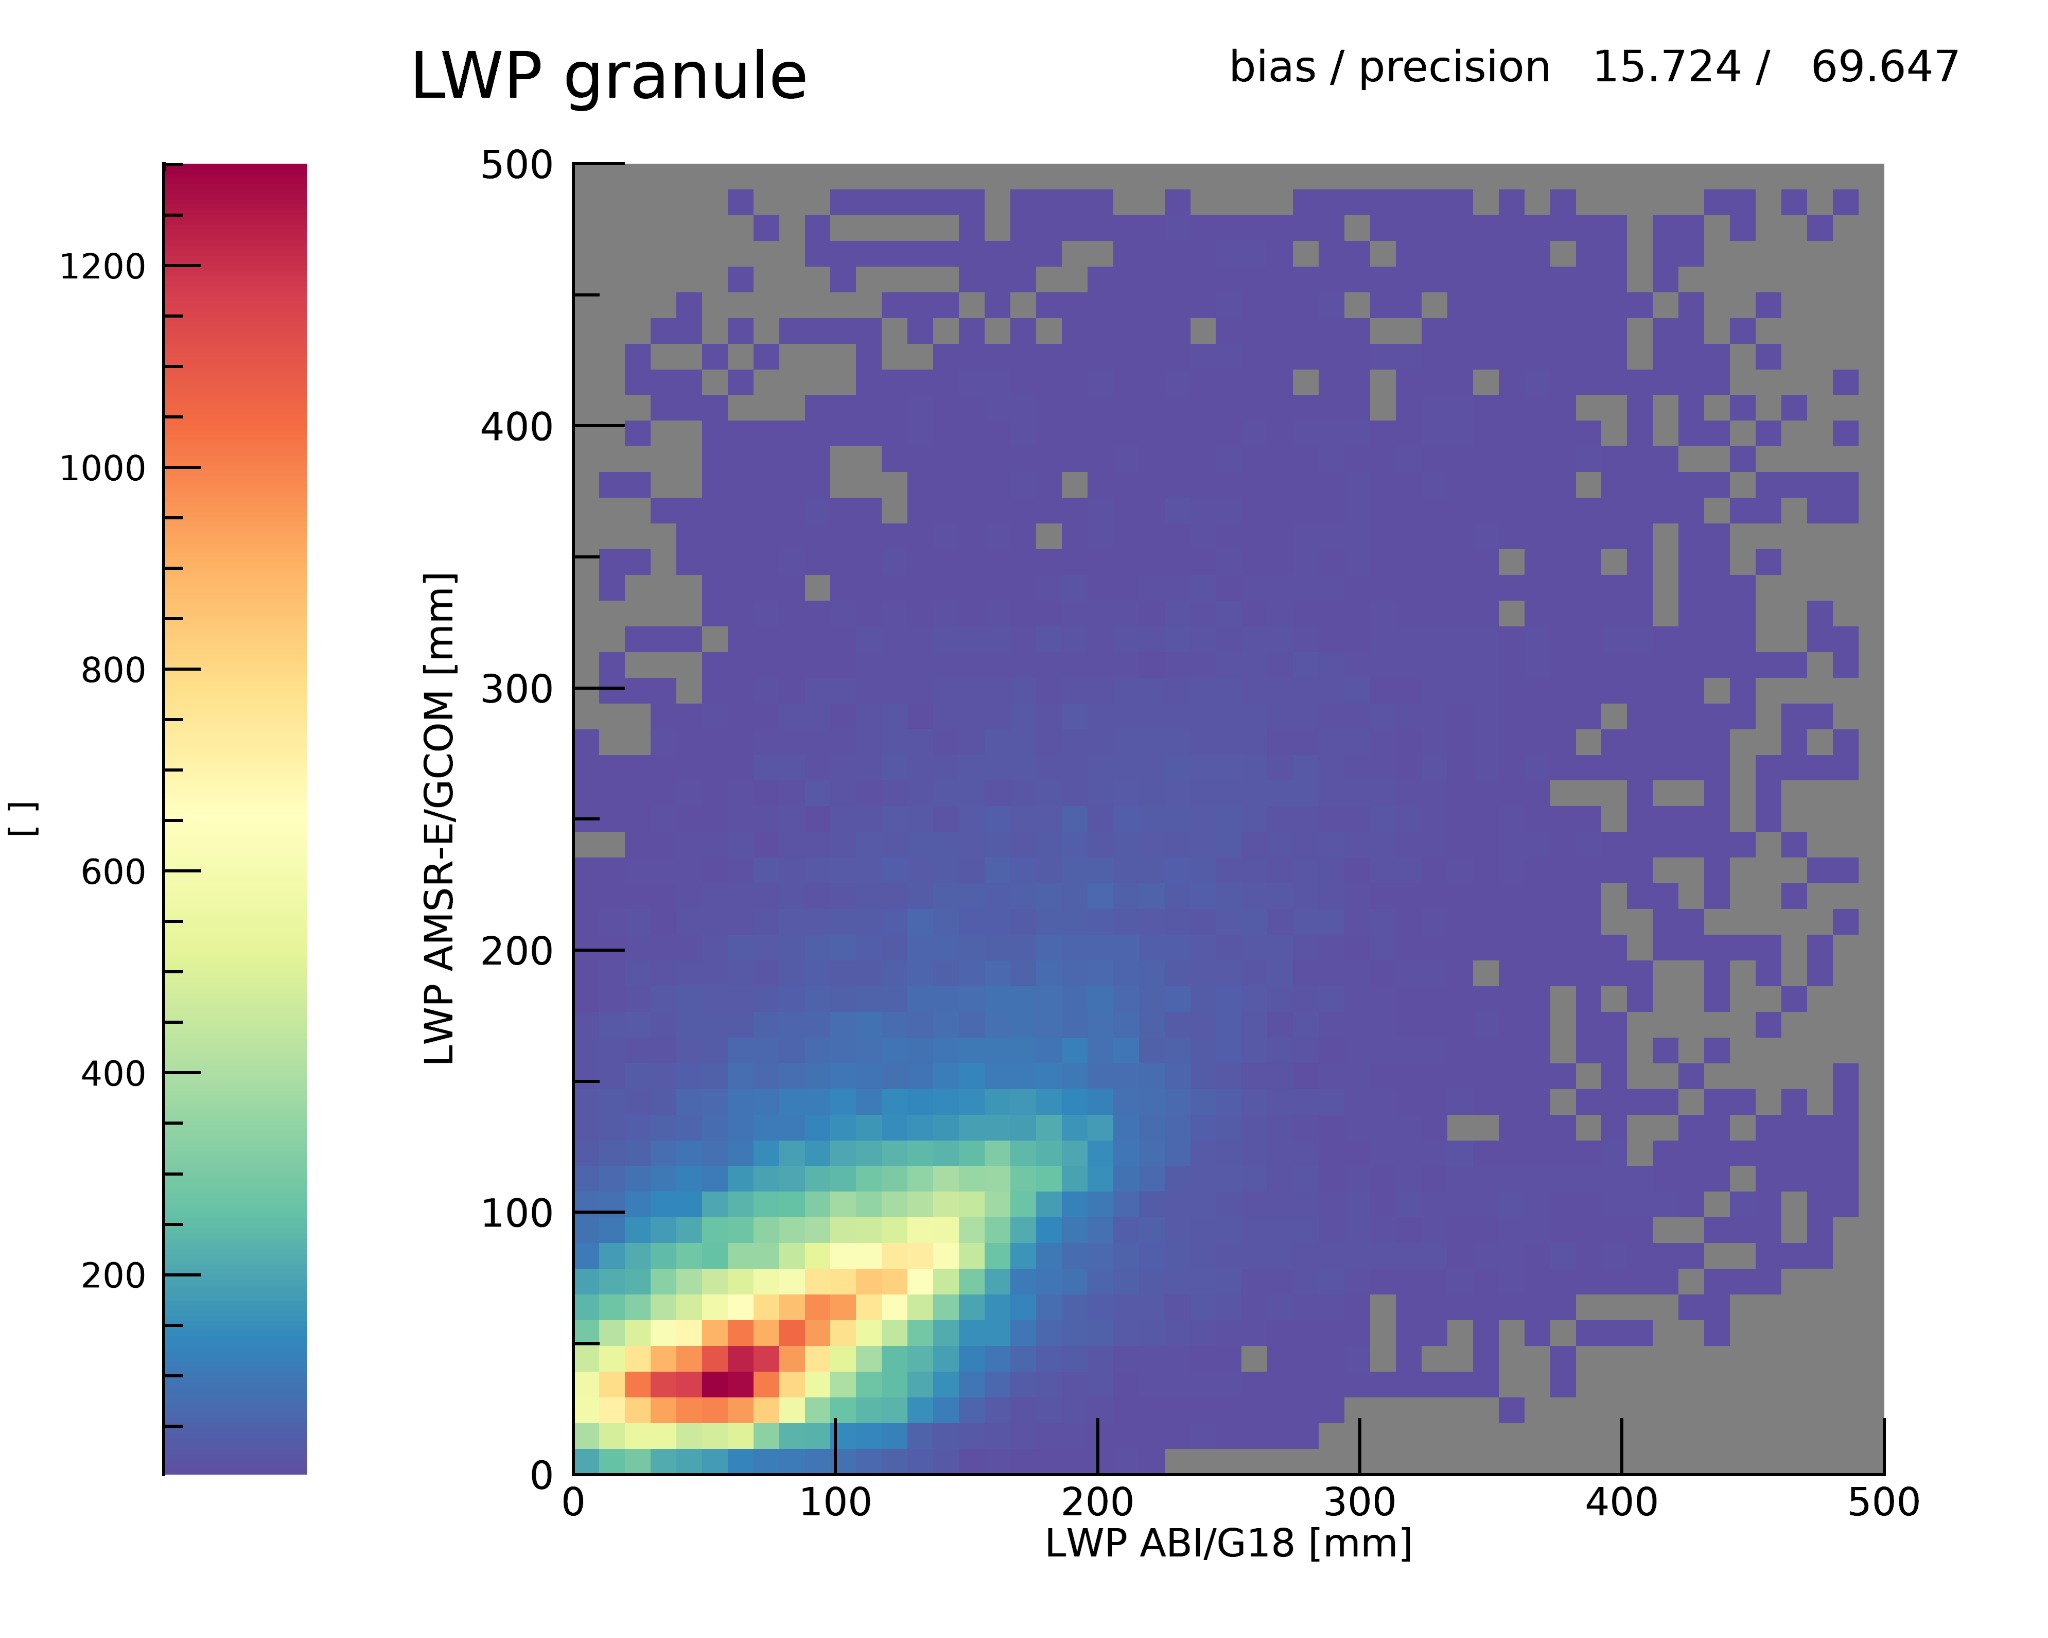 LWP granule
bias / precision 15.724 / 69.647
[ ]
1200
1000
800
600
400
200
LWP AMSR-E/GCOM [mm]
500
400
300
200
100
0
0 100 200 300 400 500
LWP ABI/G18 [mm]